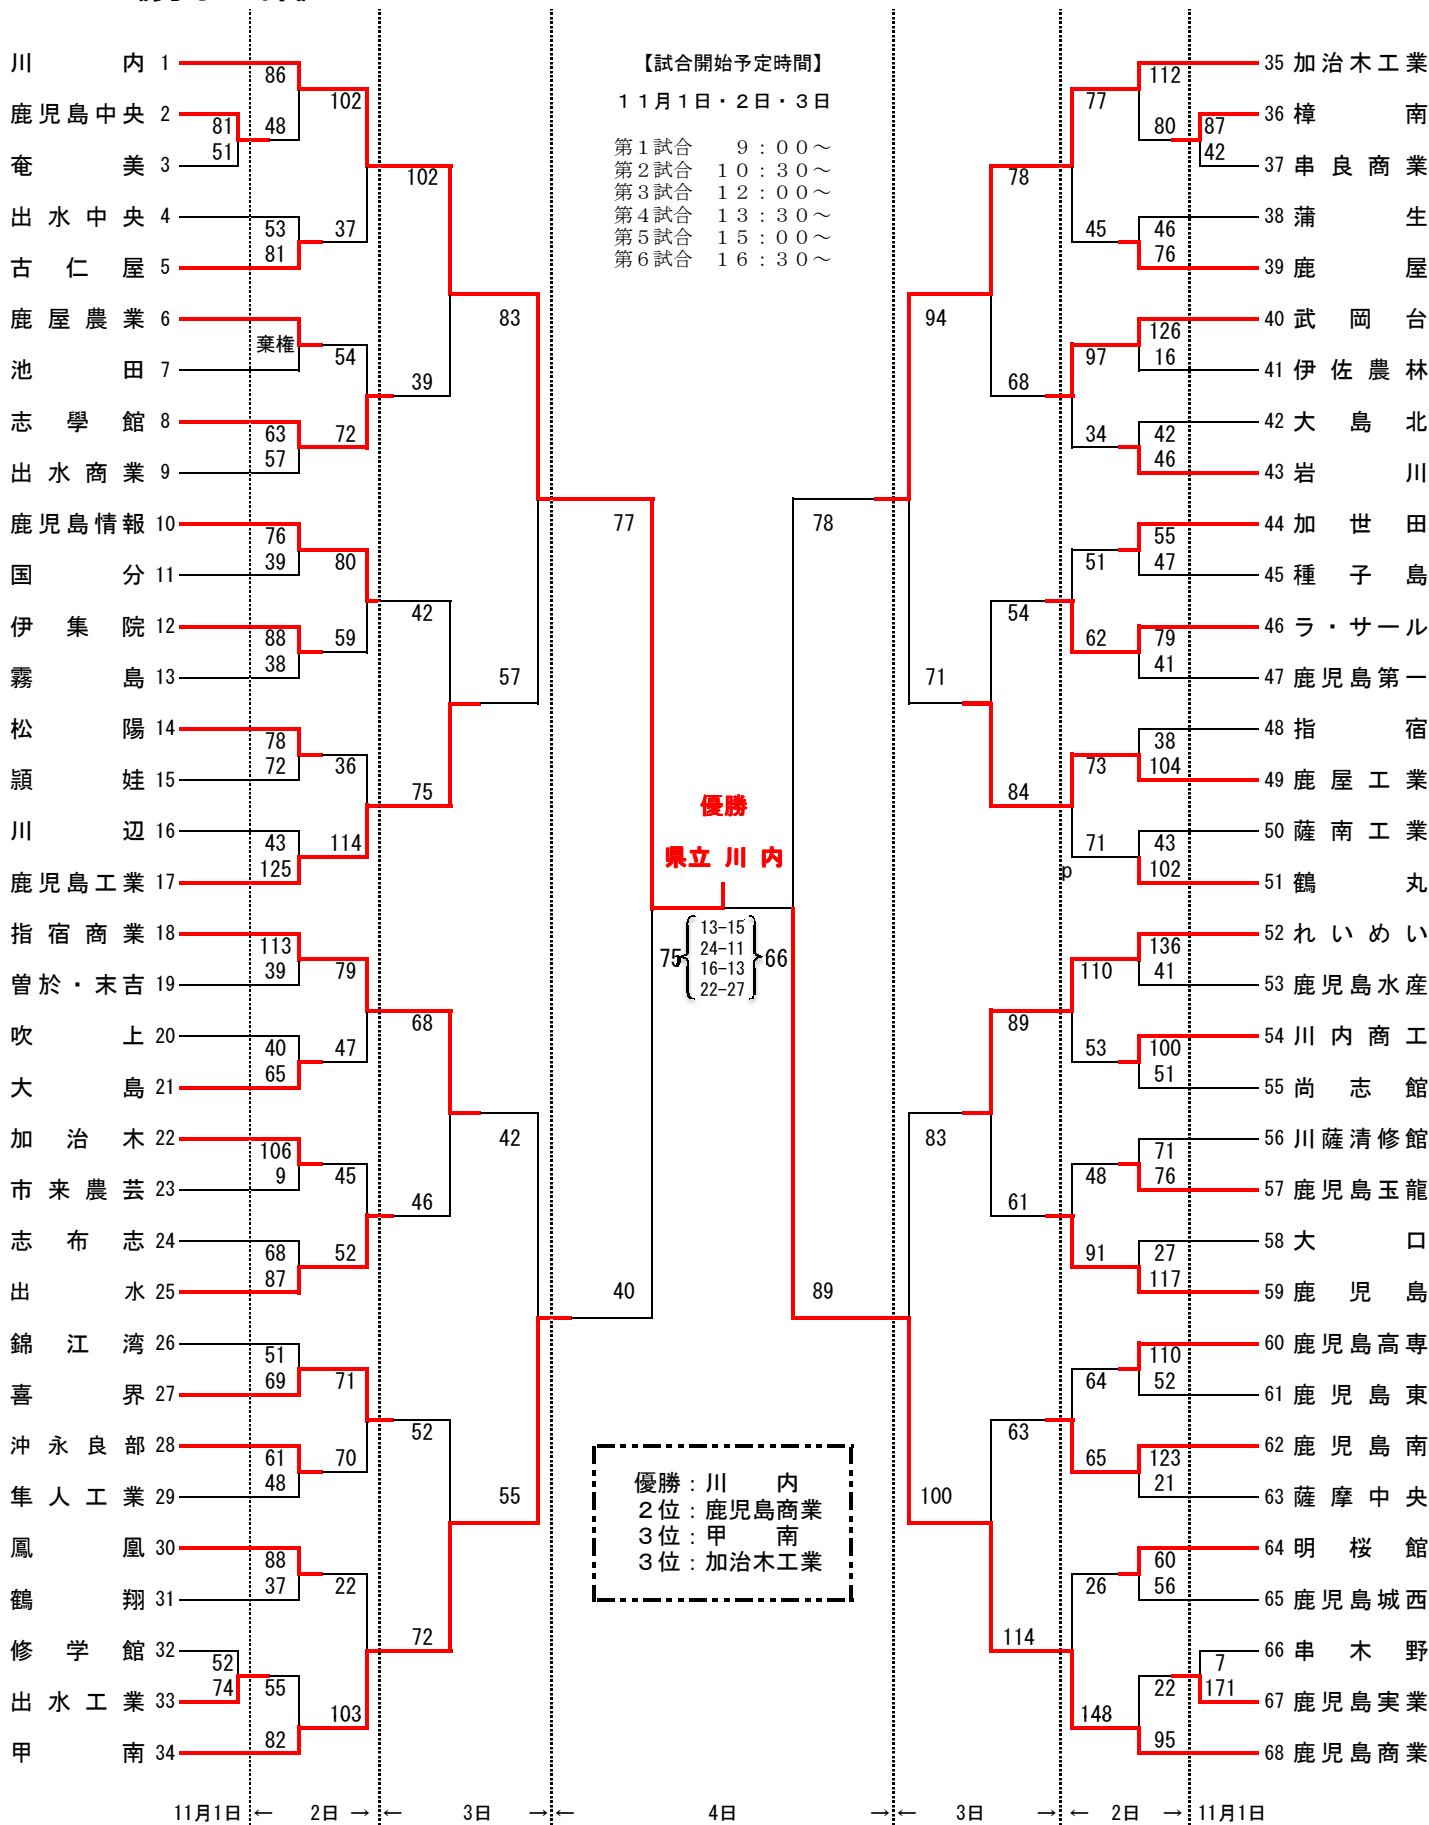 川内 1
86
鹿児島中央 2
102
81
48
奄美 3
51
102
出水中央 4
53
37
古仁屋 5
81
鹿屋農業 6
83
棄権
54
池田 7
39
志學館 8
63
72
出水商業 9
57
鹿児島情報 10
76
77
国分 11
39
80
42
伊集院 12
88
59
霧島 13
38
57
松陽 14
78
頴娃 15
72
36
75
川辺 16
43
114
鹿児島工業 17
125
指宿商業 18
113
曽於・末吉 19
39
79
吹上 20
68
40
47
大島 21
65
加治木 22
106
42
市来農芸 23
9
45
46
志布志 24
68
52
出水 25
87
40
錦江湾 26
51
喜界 27
69
71
沖永良部 28
52
61
70
隼人工業 29
48
55
鳳凰 30
88
鶴翔 31
37
22
修学館 32
72
52
出水工業 33
74
55
103
甲南 34
82
【試合開始予定時間】
11月1日・2日・3日
第1試合 9:00～
第2試合 10:30～
第3試合 12:00～
第4試合 13:30～
第5試合 15:00～
第6試合 16:30～
優勝
県立 川 内
13-15
24-11
75
66
16-13
22-27
優勝:川 内
2位:鹿児島商業
3位:甲 南
3位:加治木工業
35 加治木工業
112
77
36 樟南
80
87
37 串良商業
42
78
38 蒲生
45
46
39 鹿屋
76
40 武岡台
94
126
97
16
41 伊佐農林
68
42 大島北
34
42
43 岩川
46
44 加世田
78
55
51
47
45 種子島
54
46 ラ・サール
62
79
47 鹿児島第一
41
71
48 指宿
38
73
104
49 鹿屋工業
84
50 薩南工業
71
43
51 鶴丸
102
p
52 れいめい
136
110
41
53 鹿児島水産
89
54 川内商工
53
100
55 尚志館
51
56 川薩清修館
83
71
48
76
57 鹿児島玉龍
61
58 大口
91
27
59 鹿児島
117
89
60 鹿児島高専
110
64
52
61 鹿児島東
63
62 鹿児島南
65
123
63 薩摩中央
21
100
64 明桜館
60
26
56
65 鹿児島城西
114
66 串木野
7
67 鹿児島実業
22
171
148
95
68 鹿児島商業
11月1日 ← 2日 → ← 3日 → ← 4日 → ← 3日 → ← 2日 → 11月1日